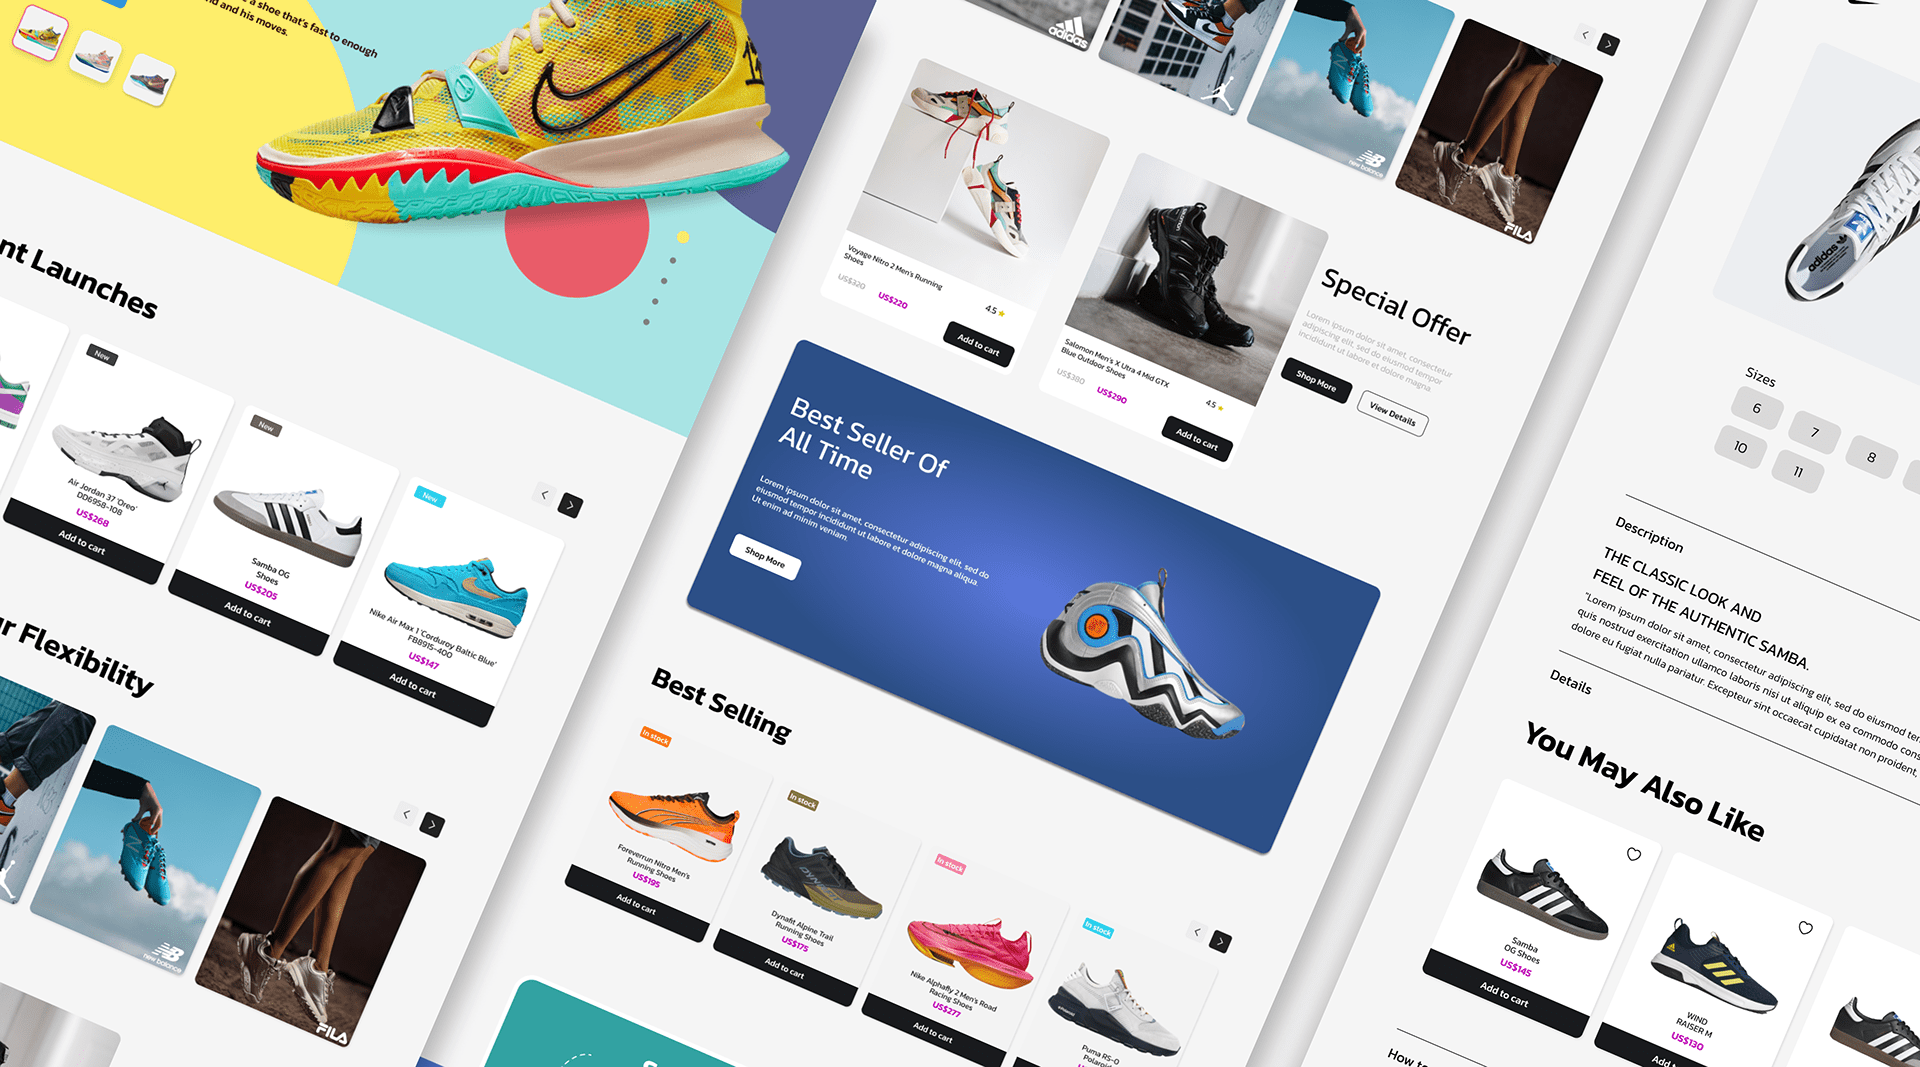 a shoe that's fast to enough
and his moves.
nt Launches
New
Air Jordan 37 'Oreo'
DD6958-108
US$268
Add to cart
New
Samba OG
Shoes
US$205
Add to cart
New
Nike Air Max 1 'Corduroy Baltic Blue'
FB8915-400
US$147
Add to cart
r Flexibility
new balance
FILA
adidas
new balance
FILA
Voyage Nitro 2 Men's Running
Shoes
US$320
US$220
4.5
Add to cart
Salomon Men's X Utra 4 Mid GTX
Blue Outdoor Shoes
US$380
US$290
4.5
Add to cart
Special Offer
Lorem ipsum dolor sit amet, consectetur
adipiscing elit, sed do eiusmod tempor
incididunt ut labore et dolore magna
Shop More
View Details
Best Seller Of
All Time
Lorem ipsum dolor sit amet, consectetur adipiscing elit, sed do
eiusmod tempor incididunt ut labore et dolore magna aliqua.
Ut enim ad minim veniam.
Shop More
Best Selling
In stock
Foreverrun Nitro Men's
Running Shoes
US$195
Add to cart
In stock
Dynafit Alpine Trail
Running Shoes
US$175
Add to cart
In stock
Nike Alphafly 2 Men's Road
Racing Shoes
US$277
Add to cart
In stock
Puma RS-0
adidas
Sizes
6
7
8
10
11
Description
THE CLASSIC LOOK AND
FEEL OF THE AUTHENTIC SAMBA.
"Lorem ipsum dolor sit amet, consectetur adipiscing elit, sed do eiusmod
quis nostrud exercitation ullamco laboris nisi ut aliquip ex ea commodo
dolore eu fugiat nulla pariatur. Excepteur sint occaecat cupidatat non proident,
Details
You May Also Like
Samba
OG Shoes
US$145
Add to cart
WIND
RAISER M
US$130
Add to
How to